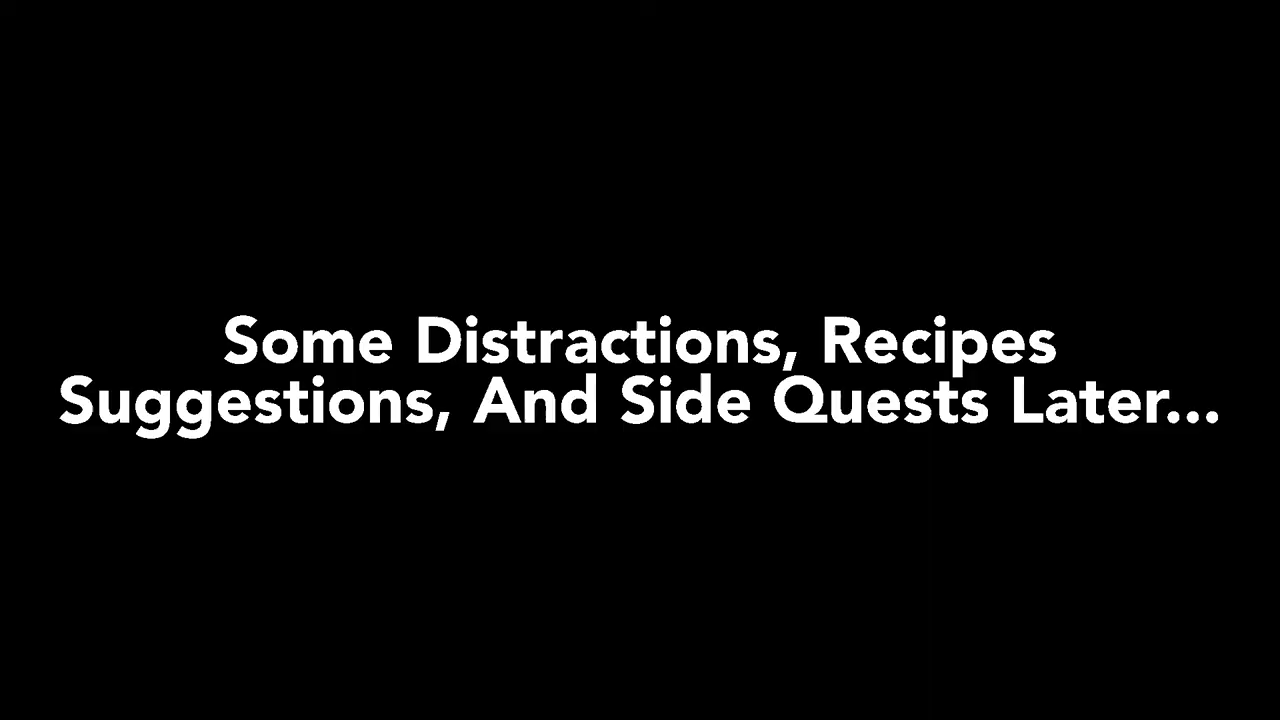 Some Distractions, Recipes
Suggestions, And Side Quests Later...